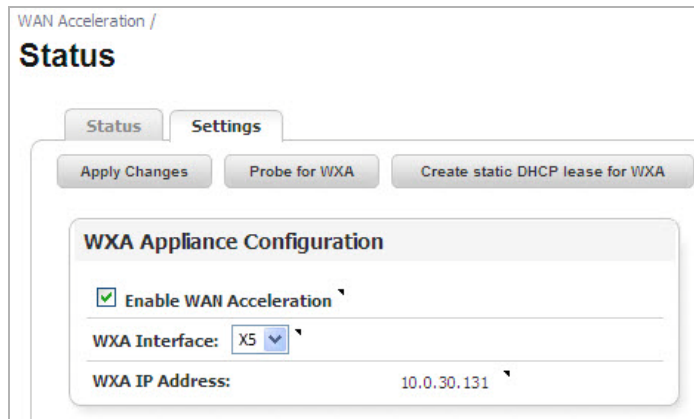 WAN Acceleration /
Status
Status Settings
Apply Changes Probe for WXA Create static DHCP lease for WXA
WXA Appliance Configuration
Enable WAN Acceleration
WXA Interface: X5
WXA IP Address: 10.0.30.131